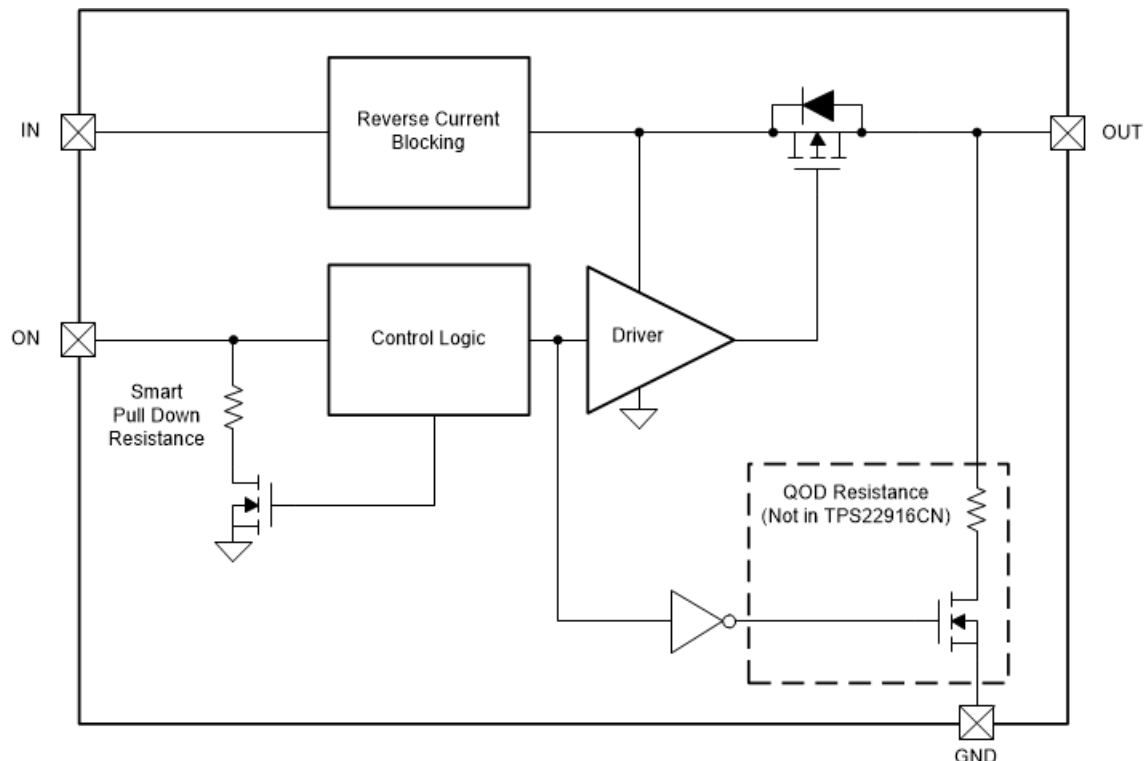 IN
Reverse Current
Blocking
OUT
ON
Control Logic
Driver
Smart
Pull Down
Resistance
QOD Resistance
(Not in TPS22916CN)
GND